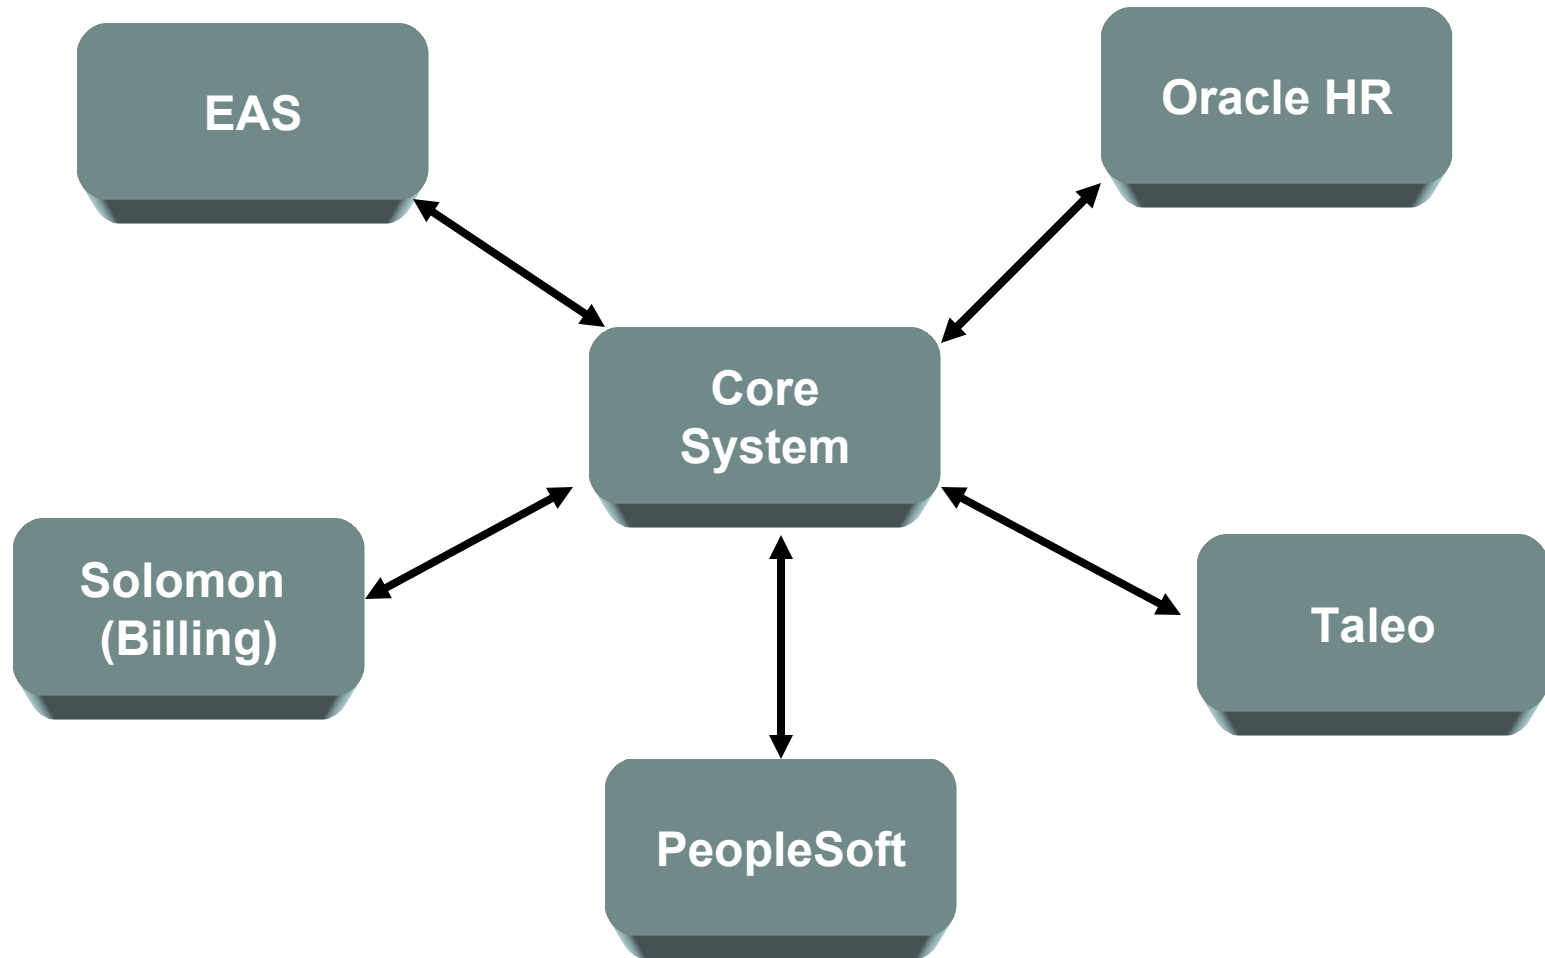 EAS
Oracle HR
Core
System
Solomon
(Billing)
Taleo
PeopleSoft